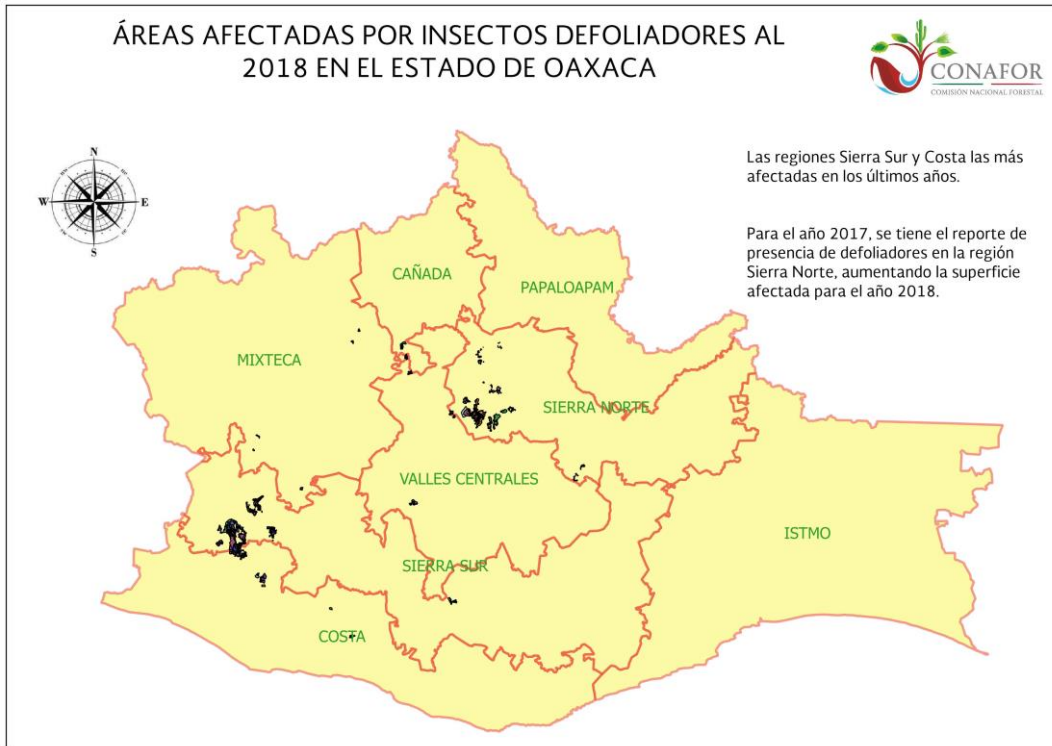 ÁREAS AFECTADAS POR INSECTOS DEFOLIADORES AL
2018 EN EL ESTADO DE OAXACA
CONAFOR
COMISIÓN NACIONAL FORESTAL
N
W
E
S
Las regiones Sierra Sur y Costa las más
afectadas en los últimos años.
Para el año 2017, se tiene el reporte de
presencia de defoliadores en la región
Sierra Norte, aumentando la superficie
afectada para el año 2018.
CAÑADA
PAPALOAPAM
MIXTECA
SIERRA NORTE
VALLES CENTRALES
ISTMO
SIERRA SUR
COSTA